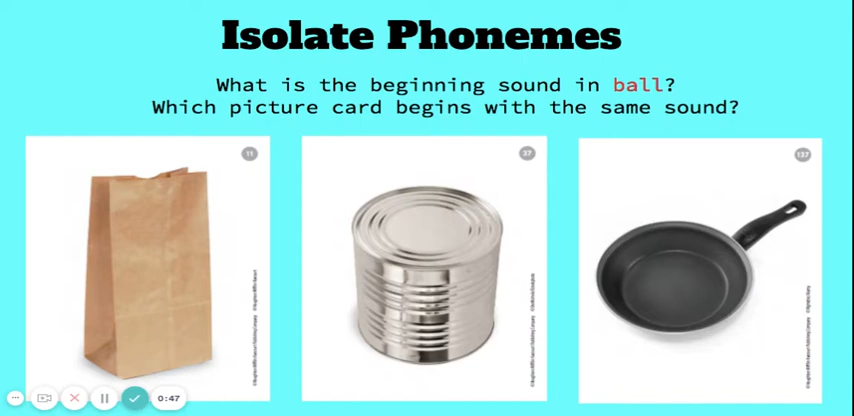 Isolate Phonemes
What is the beginning sound in ball?
Which picture card begins with the same sound?
11
37
137
0:47